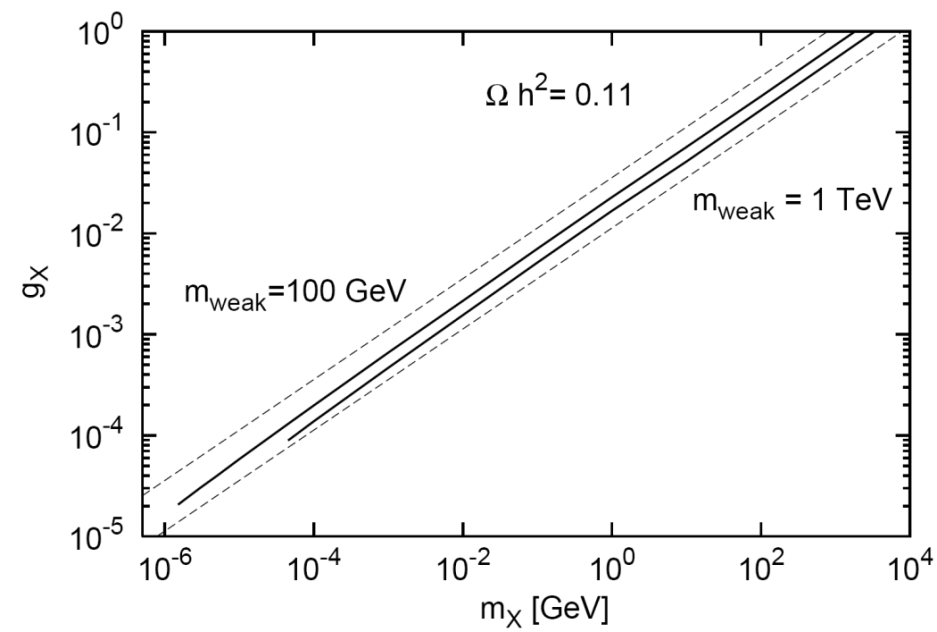 10⁰
10⁻¹
10⁻²
10⁻³
10⁻⁴
10⁻⁵
g_X
Ω h²= 0.11
m_weak = 1 TeV
m_weak=100 GeV
10⁻⁶ 10⁻⁴ 10⁻² 10⁰ 10² 10⁴
m_X [GeV]